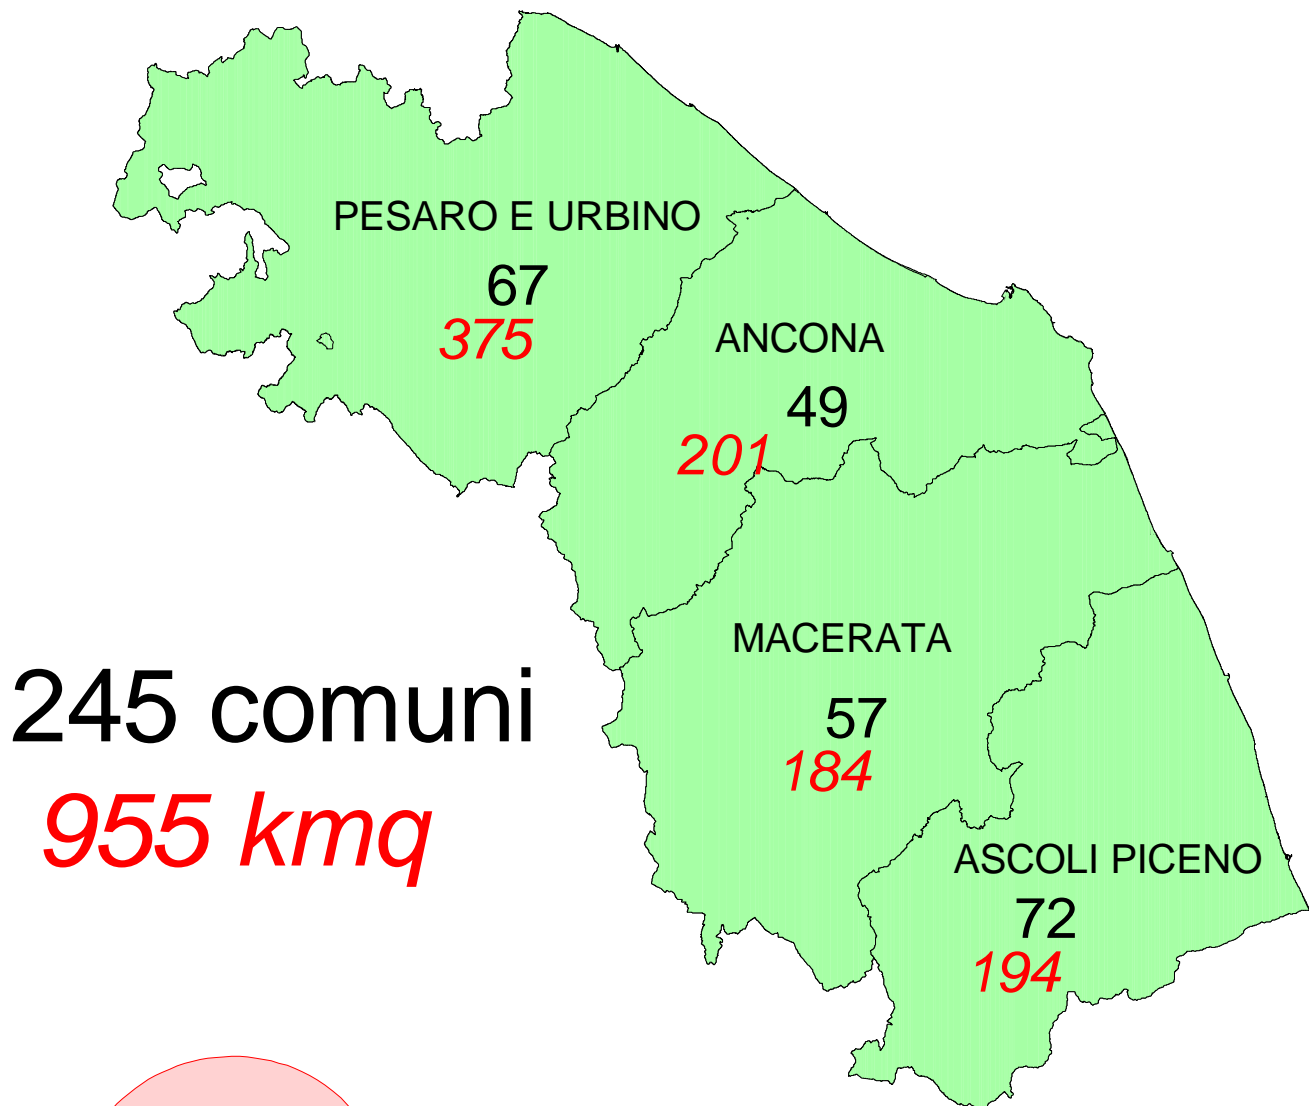 PESARO E URBINO
67
375
ANCONA
49
201
MACERATA
57
184
245 comuni
955 kmq
ASCOLI PICENO
72
194